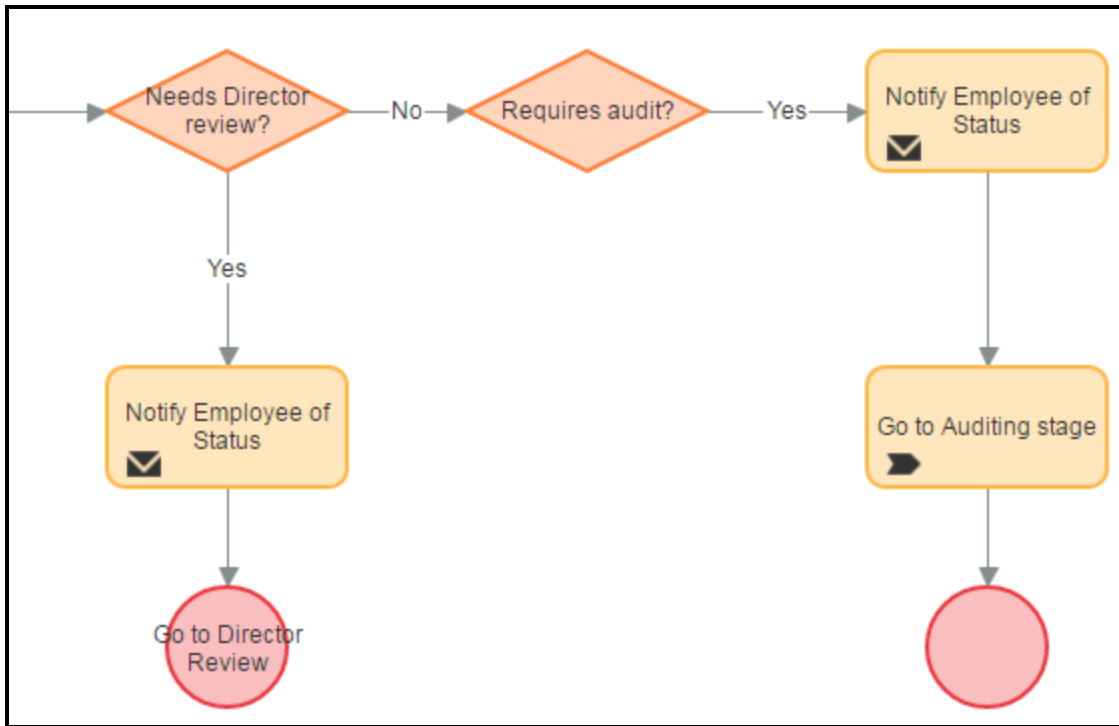 Needs Director
review?
No
Requires audit?
Yes
Notify Employee of
Status
Yes
Notify Employee of
Status
Go to Auditing stage
Go to Director
Review